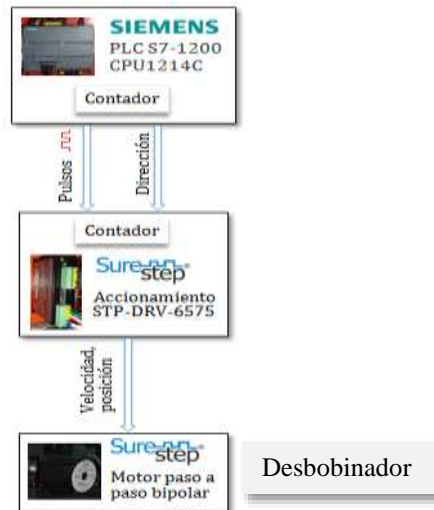 SIEMENS
PLC S7-1200
CPU1214C
Contador
Pulsos
Dirección
Contador
Surestep
Accionamiento
STP-DRV-6575
Velocidad,
posición
Surestep
Motor paso a
paso bipolar
Desbobinador